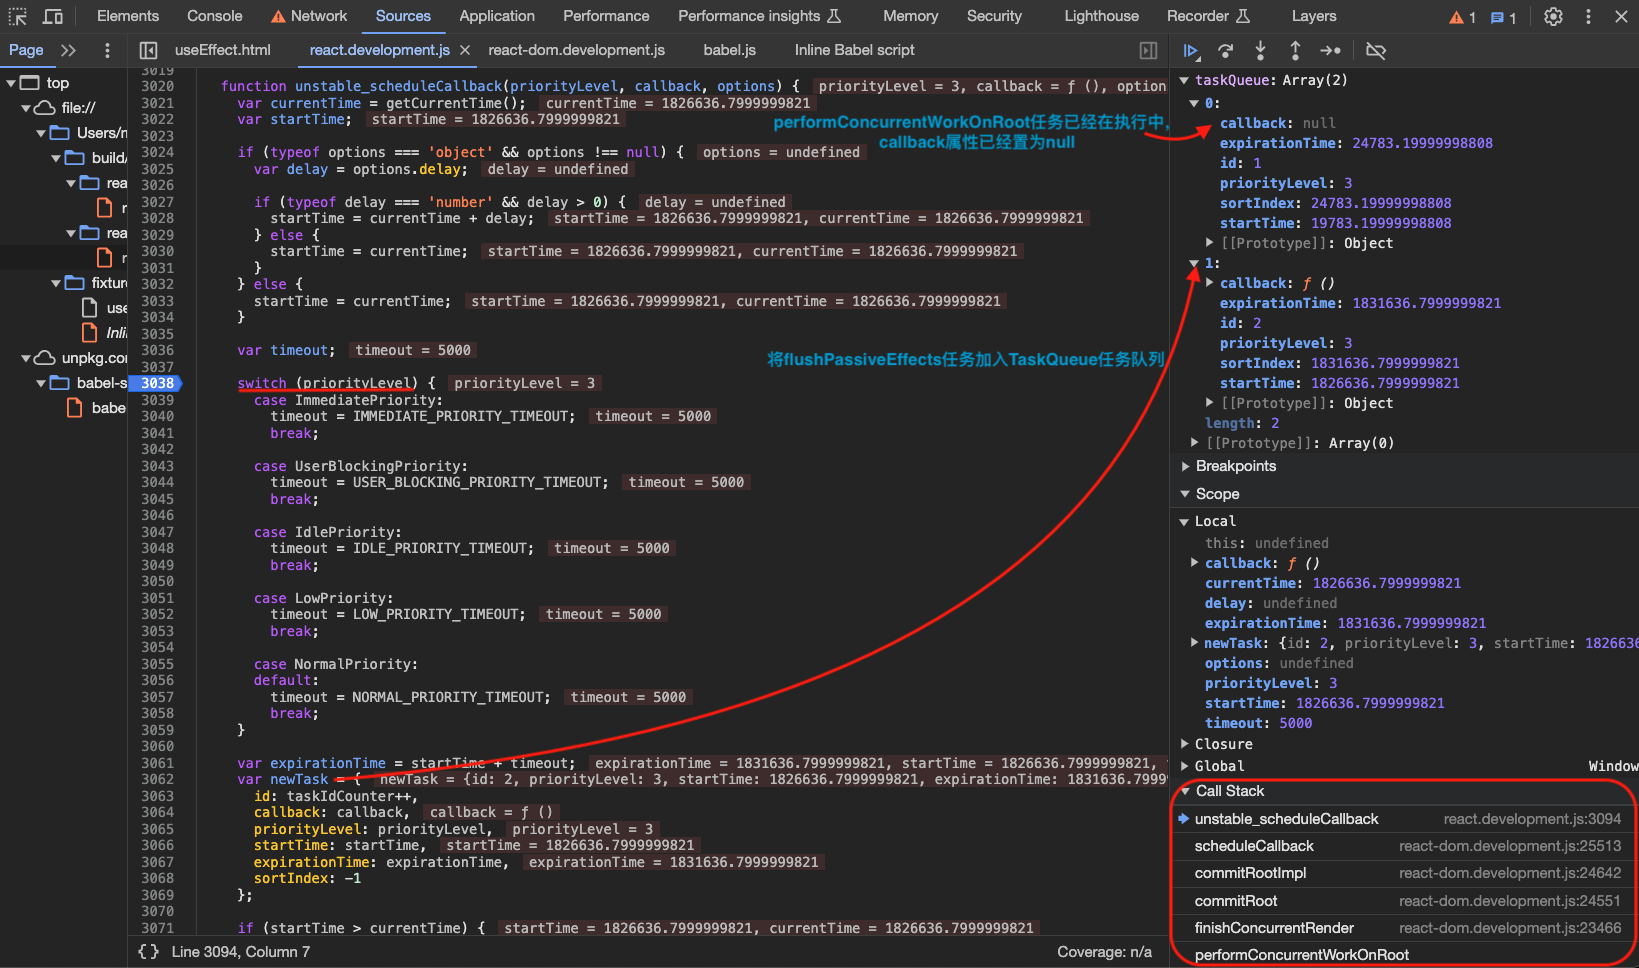 Elements Console Network Sources Application Performance Performance insights Memory Security Lighthouse Recorder Layers 1 1
Page useEffect.html react.development.js react-dom.development.js babel.js Inline Babel script
top
file://
Users/n
build/
rea
r
rea
r
fixture
use
Inli
unpkg.cor
babel-s
babe
3019
3020 function unstable_scheduleCallback(priorityLevel, callback, options) { priorityLevel = 3, callback = ƒ (), option
3021 var currentTime = getCurrentTime(); currentTime = 1826636.7999999821
3022 var startTime; startTime = 1826636.7999999821
3023
3024 if (typeof options === 'object' && options !== null) { options = undefined
3025 var delay = options.delay; delay = undefined
3026
3027 if (typeof delay === 'number' && delay > 0) { delay = undefined
3028 startTime = currentTime + delay; startTime = 1826636.7999999821, currentTime = 1826636.7999999821
3029 } else {
3030 startTime = currentTime; startTime = 1826636.7999999821, currentTime = 1826636.7999999821
3031 }
3032 } else {
3033 startTime = currentTime; startTime = 1826636.7999999821, currentTime = 1826636.7999999821
3034 }
3035
3036 var timeout; timeout = 5000
3037
3038 switch (priorityLevel) { priorityLevel = 3
3039 case ImmediatePriority:
3040 timeout = IMMEDIATE_PRIORITY_TIMEOUT; timeout = 5000
3041 break;
3042
3043 case UserBlockingPriority:
3044 timeout = USER_BLOCKING_PRIORITY_TIMEOUT; timeout = 5000
3045 break;
3046
3047 case IdlePriority:
3048 timeout = IDLE_PRIORITY_TIMEOUT; timeout = 5000
3049 break;
3050
3051 case LowPriority:
3052 timeout = LOW_PRIORITY_TIMEOUT; timeout = 5000
3053 break;
3054
3055 case NormalPriority:
3056 default:
3057 timeout = NORMAL_PRIORITY_TIMEOUT; timeout = 5000
3058 break;
3059 }
3060
3061 var expirationTime = startTime + timeout; expirationTime = 1831636.7999999821, startTime = 1826636.7999999821,
3062 var newTask = { newTask = {id: 2, priorityLevel: 3, startTime: 1826636.7999999821, expirationTime: 1831636.79999
3063 id: taskIdCounter++,
3064 callback: callback, callback = ƒ ()
3065 priorityLevel: priorityLevel, priorityLevel = 3
3066 startTime: startTime, startTime = 1826636.7999999821
3067 expirationTime: expirationTime, expirationTime = 1831636.7999999821
3068 sortIndex: -1
3069 };
3070
3071 if (startTime > currentTime) { startTime = 1826636.7999999821, currentTime = 1826636.7999999821
performConcurrentWorkOnRoot任务已经在执行中,
callback属性已经置为null
将flushPassiveEffects任务加入TaskQueue任务队列
{ } Line 3094, Column 7 Coverage: n/a
taskQueue: Array(2)
0:
callback: null
expirationTime: 24783.19999998808
id: 1
priorityLevel: 3
sortIndex: 24783.19999998808
startTime: 19783.19999998808
[[Prototype]]: Object
1:
callback: ƒ ()
expirationTime: 1831636.7999999821
id: 2
priorityLevel: 3
sortIndex: 1831636.7999999821
startTime: 1826636.7999999821
[[Prototype]]: Object
length: 2
[[Prototype]]: Array(0)
Breakpoints
Scope
Local
this: undefined
callback: ƒ ()
currentTime: 1826636.7999999821
delay: undefined
expirationTime: 1831636.7999999821
newTask: {id: 2, priorityLevel: 3, startTime: 182663
options: undefined
priorityLevel: 3
startTime: 1826636.7999999821
timeout: 5000
Closure
Global Window
Call Stack
unstable_scheduleCallback react.development.js:3094
scheduleCallback react-dom.development.js:25513
commitRootImpl react-dom.development.js:24642
commitRoot react-dom.development.js:24551
finishConcurrentRender react-dom.development.js:23466
performConcurrentWorkOnRoot